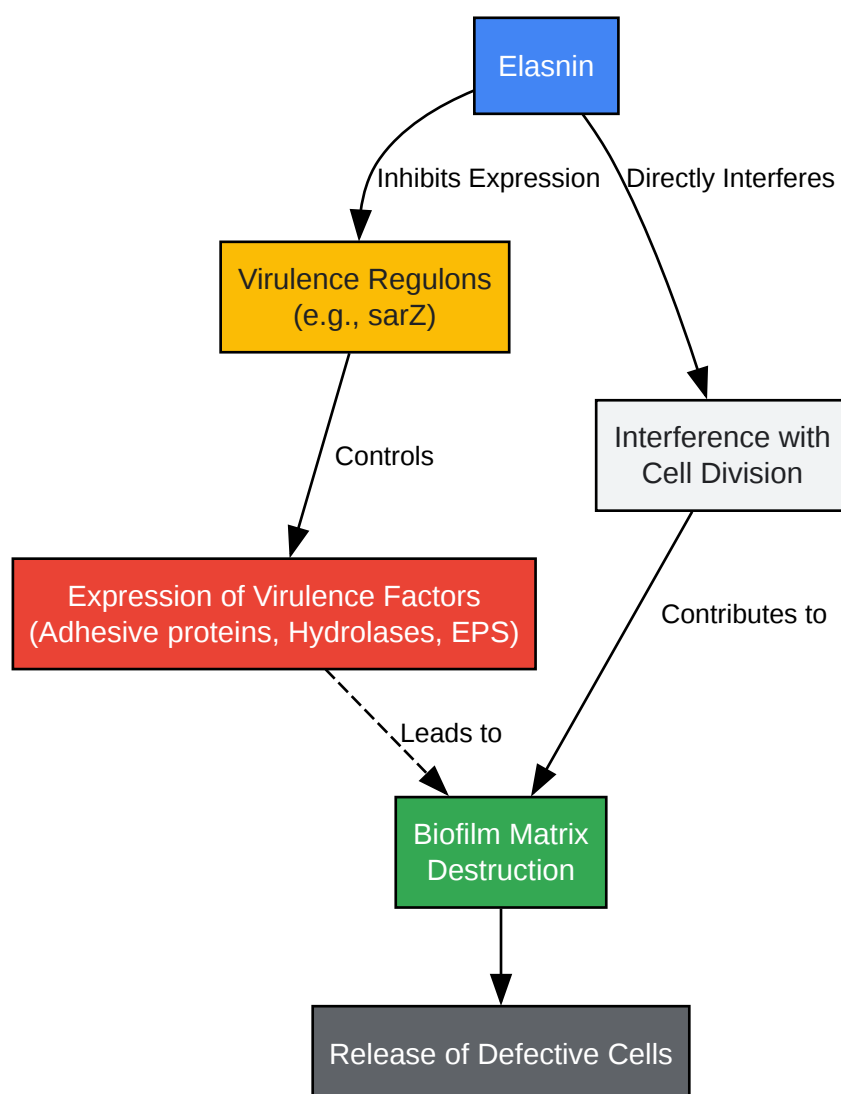 Elasnin
Inhibits Expression
Directly Interferes
Virulence Regulons
(e.g., sarZ)
Interference with
Cell Division
Controls
Expression of Virulence Factors
(Adhesive proteins, Hydrolases, EPS)
Contributes to
Leads to
Biofilm Matrix
Destruction
Release of Defective Cells